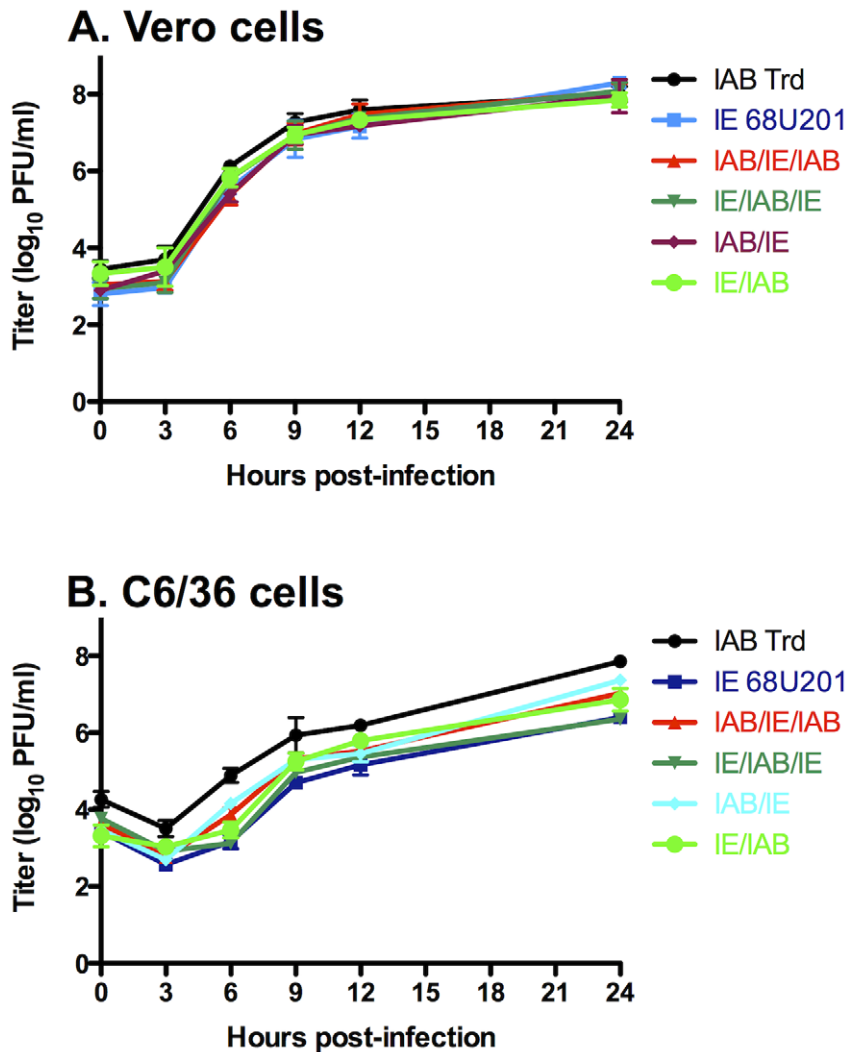 A. Vero cells
Titer (log10 PFU/ml)
8
6
4
2
0
0 3 6 9 12 15 18 21 24
Hours post-infection
IAB Trd
IE 68U201
IAB/IE/IAB
IE/IAB/IE
IAB/IE
IE/IAB
B. C6/36 cells
Titer (log10 PFU/ml)
8
6
4
2
0
0 3 6 9 12 15 18 21 24
Hours post-infection
IAB Trd
IE 68U201
IAB/IE/IAB
IE/IAB/IE
IAB/IE
IE/IAB